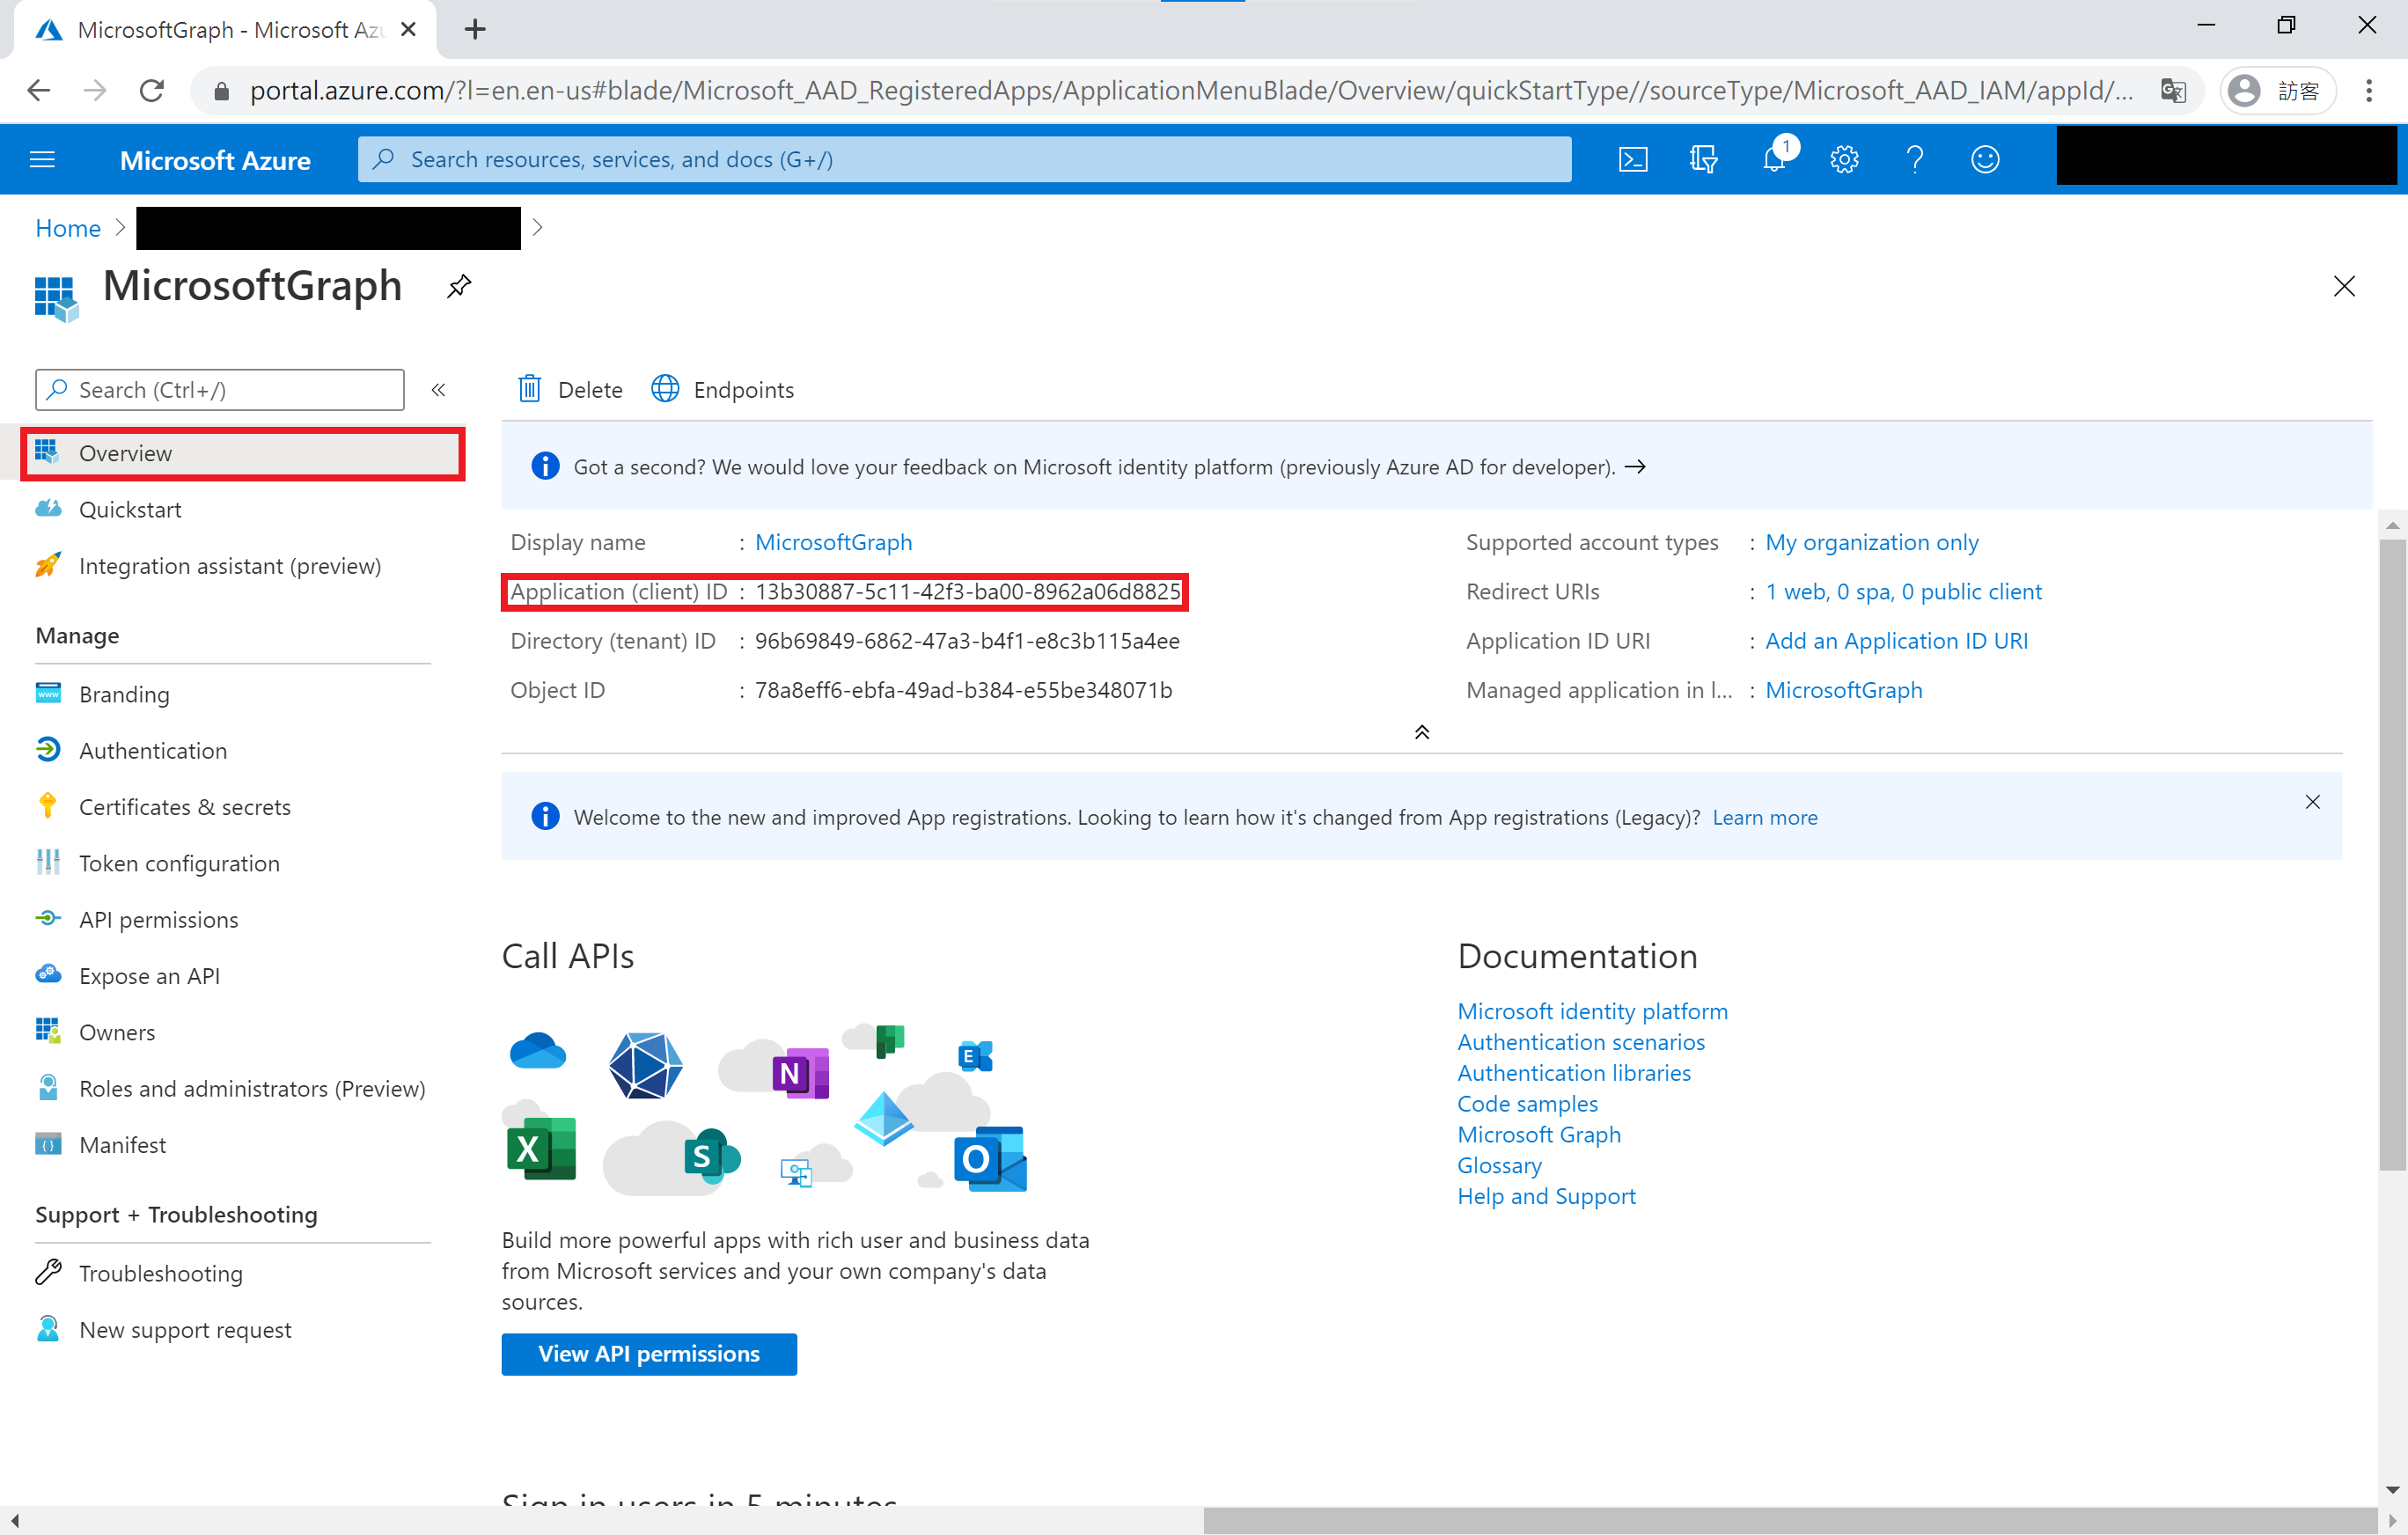 MicrosoftGraph - Microsoft Azu
portal.azure.com/?l=en.en-us#blade/Microsoft_AAD_RegisteredApps/ApplicationMenuBlade/Overview/quickStartType//sourceType/Microsoft_AAD_IAM/appId/...
訪客
Microsoft Azure
Search resources, services, and docs (G+/)
1
Home
MicrosoftGraph
Search (Ctrl+/)
Delete
Endpoints
Overview
Quickstart
Integration assistant (preview)
Manage
Branding
Authentication
Certificates & secrets
Token configuration
API permissions
Expose an API
Owners
Roles and administrators (Preview)
Manifest
Support + Troubleshooting
Troubleshooting
New support request
Got a second? We would love your feedback on Microsoft identity platform (previously Azure AD for developer).
Display name : MicrosoftGraph
Application (client) ID : 13b30887-5c11-42f3-ba00-8962a06d8825
Directory (tenant) ID : 96b69849-6862-47a3-b4f1-e8c3b115a4ee
Object ID : 78a8eff6-ebfa-49ad-b384-e55be348071b
Supported account types : My organization only
Redirect URIs : 1 web, 0 spa, 0 public client
Application ID URI : Add an Application ID URI
Managed application in l... : MicrosoftGraph
Welcome to the new and improved App registrations. Looking to learn how it's changed from App registrations (Legacy)? Learn more
Call APIs
N
E
X
S
O
Build more powerful apps with rich user and business data
from Microsoft services and your own company's data
sources.
View API permissions
Documentation
Microsoft identity platform
Authentication scenarios
Authentication libraries
Code samples
Microsoft Graph
Glossary
Help and Support
Sign in users in 5 minutes